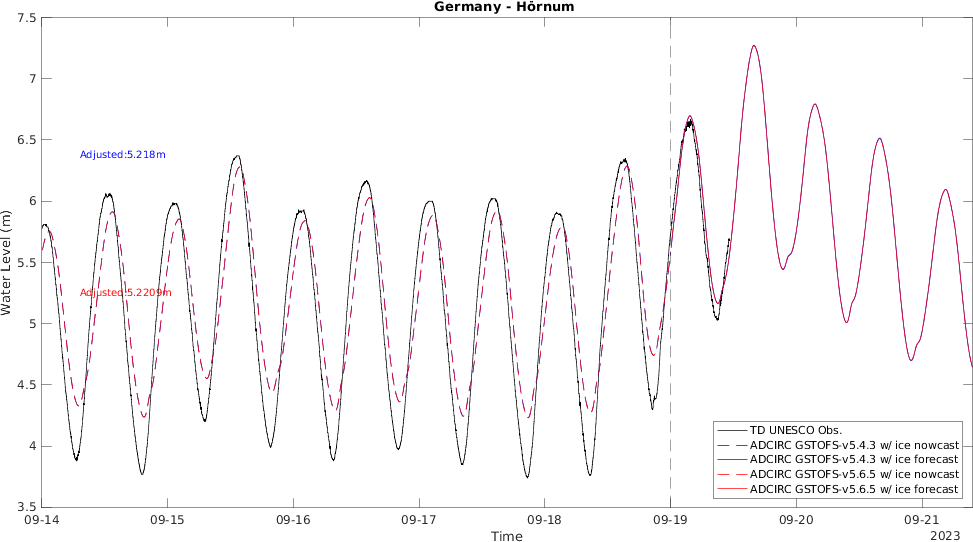 Germany - Hörnum
7.5
7
6.5
6
5.5
5
4.5
4
3.5
Water Level (m)
Adjusted:5.218m
Adjusted:5.2209m
TD UNESCO Obs.
ADCIRC GSTOFS-v5.4.3 w/ ice nowcast
ADCIRC GSTOFS-v5.4.3 w/ ice forecast
ADCIRC GSTOFS-v5.6.5 w/ ice nowcast
ADCIRC GSTOFS-v5.6.5 w/ ice forecast
09-14 09-15 09-16 09-17 09-18 09-19 09-20 09-21
Time
2023